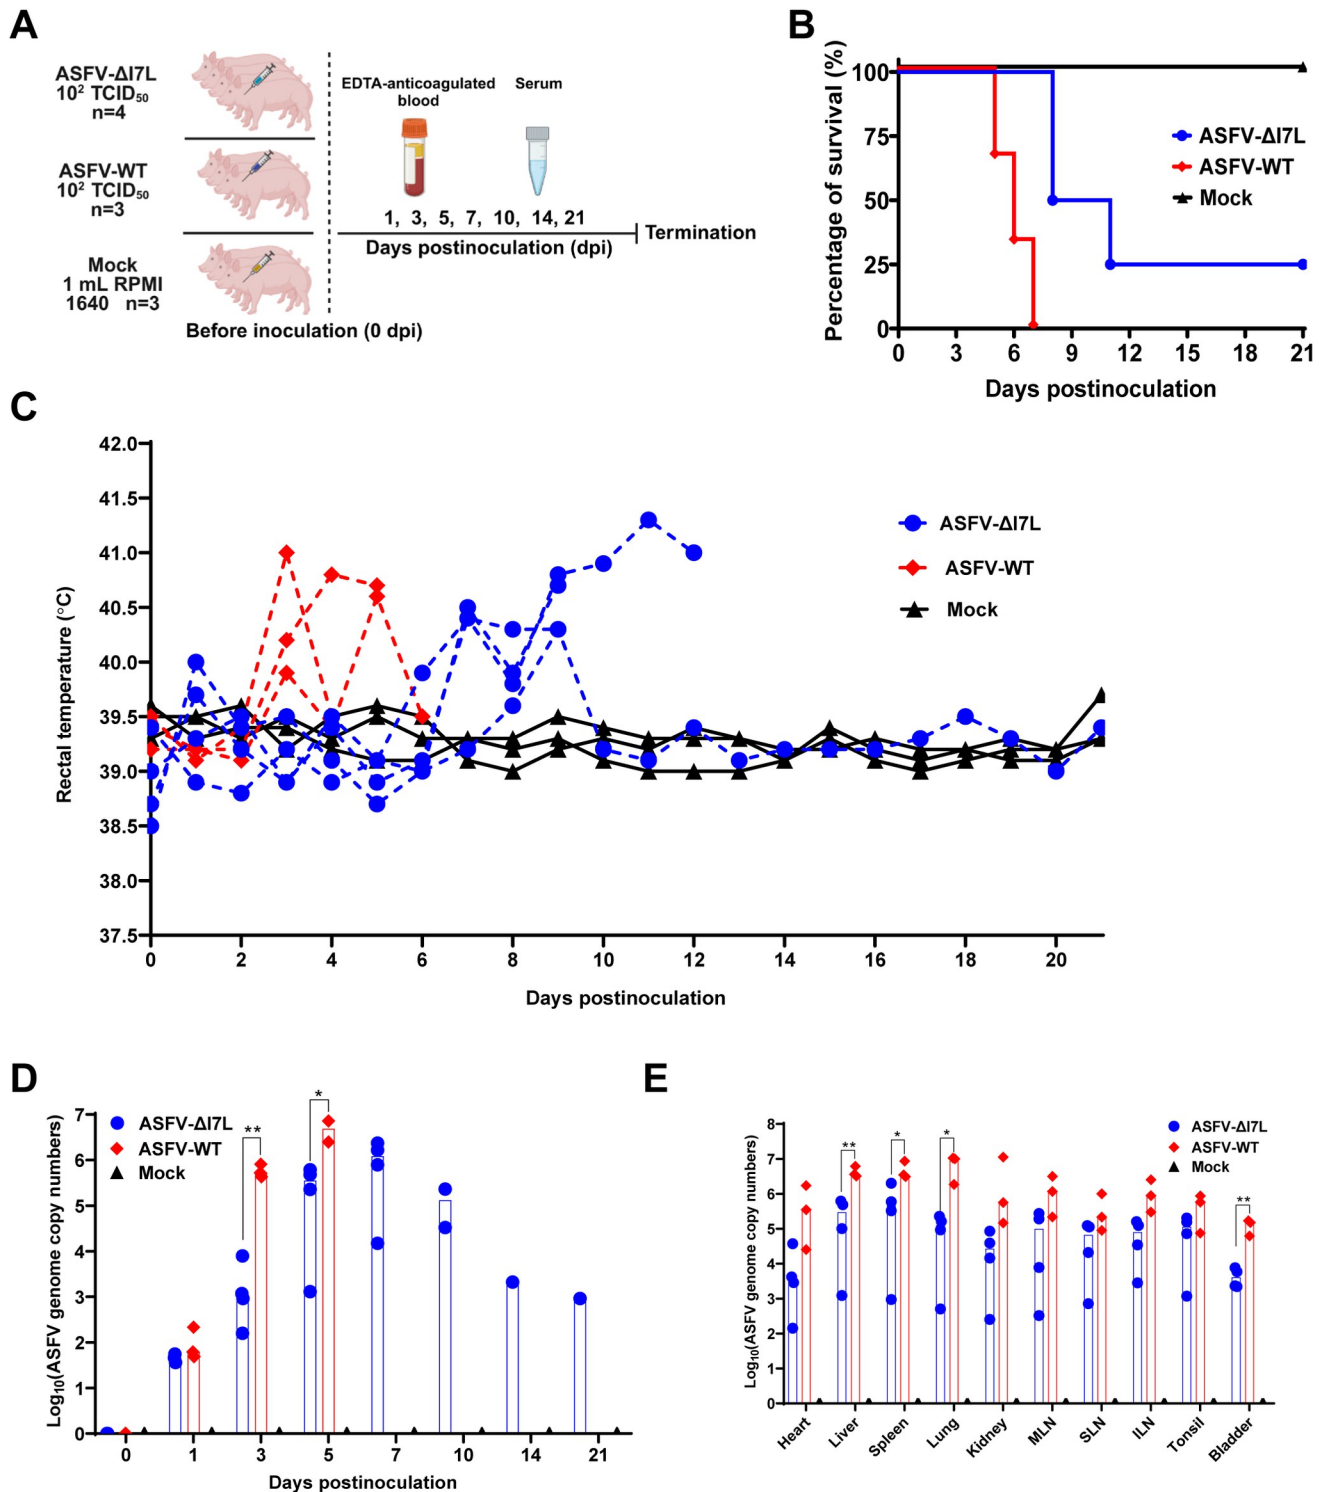 A
ASFV-ΔI7L
10² TCID₅₀
n=4
ASFV-WT
10² TCID₅₀
n=3
Mock
1 mL RPMI
1640 n=3
Before inoculation (0 dpi)
EDTA-anticoagulated
blood
Serum
1, 3, 5, 7, 10, 14, 21
Days postinoculation (dpi)
Termination
B
Percentage of survival (%)
100
75
50
25
0
0 3 6 9 12 15 18 21
Days postinoculation
ASFV-ΔI7L
ASFV-WT
Mock
C
Rectal temperature (°C)
42.0
41.5
41.0
40.5
40.0
39.5
39.0
38.5
38.0
37.5
0 2 4 6 8 10 12 14 16 18 20
Days postinoculation
ASFV-ΔI7L
ASFV-WT
Mock
D
Log₁₀(ASFV genome copy numbers)
7
6
5
4
3
2
1
0
ASFV-ΔI7L
ASFV-WT
Mock
**
*
0 1 3 5 7 10 14 21
Days postinoculation
E
Log₁₀(ASFV genome copy numbers)
8
7
6
5
4
3
2
1
0
** * * **
ASFV-ΔI7L
ASFV-WT
Mock
Heart Liver Spleen Lung Kidney MLN SLN ILN Tonsil Bladder